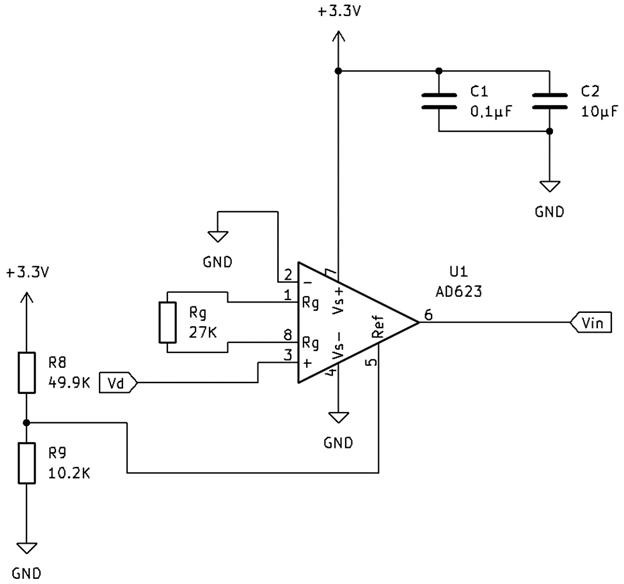 +3.3V
C1
0.1µF
C2
10µF
GND
GND
+3.3V
2
-
7
1
Rg
Vs+
U1
AD623
Rg
27K
8
Rg
3
+
Vs-
4
Ref
5
6
Vin
R8
49.9K
Vd
GND
R9
10.2K
GND